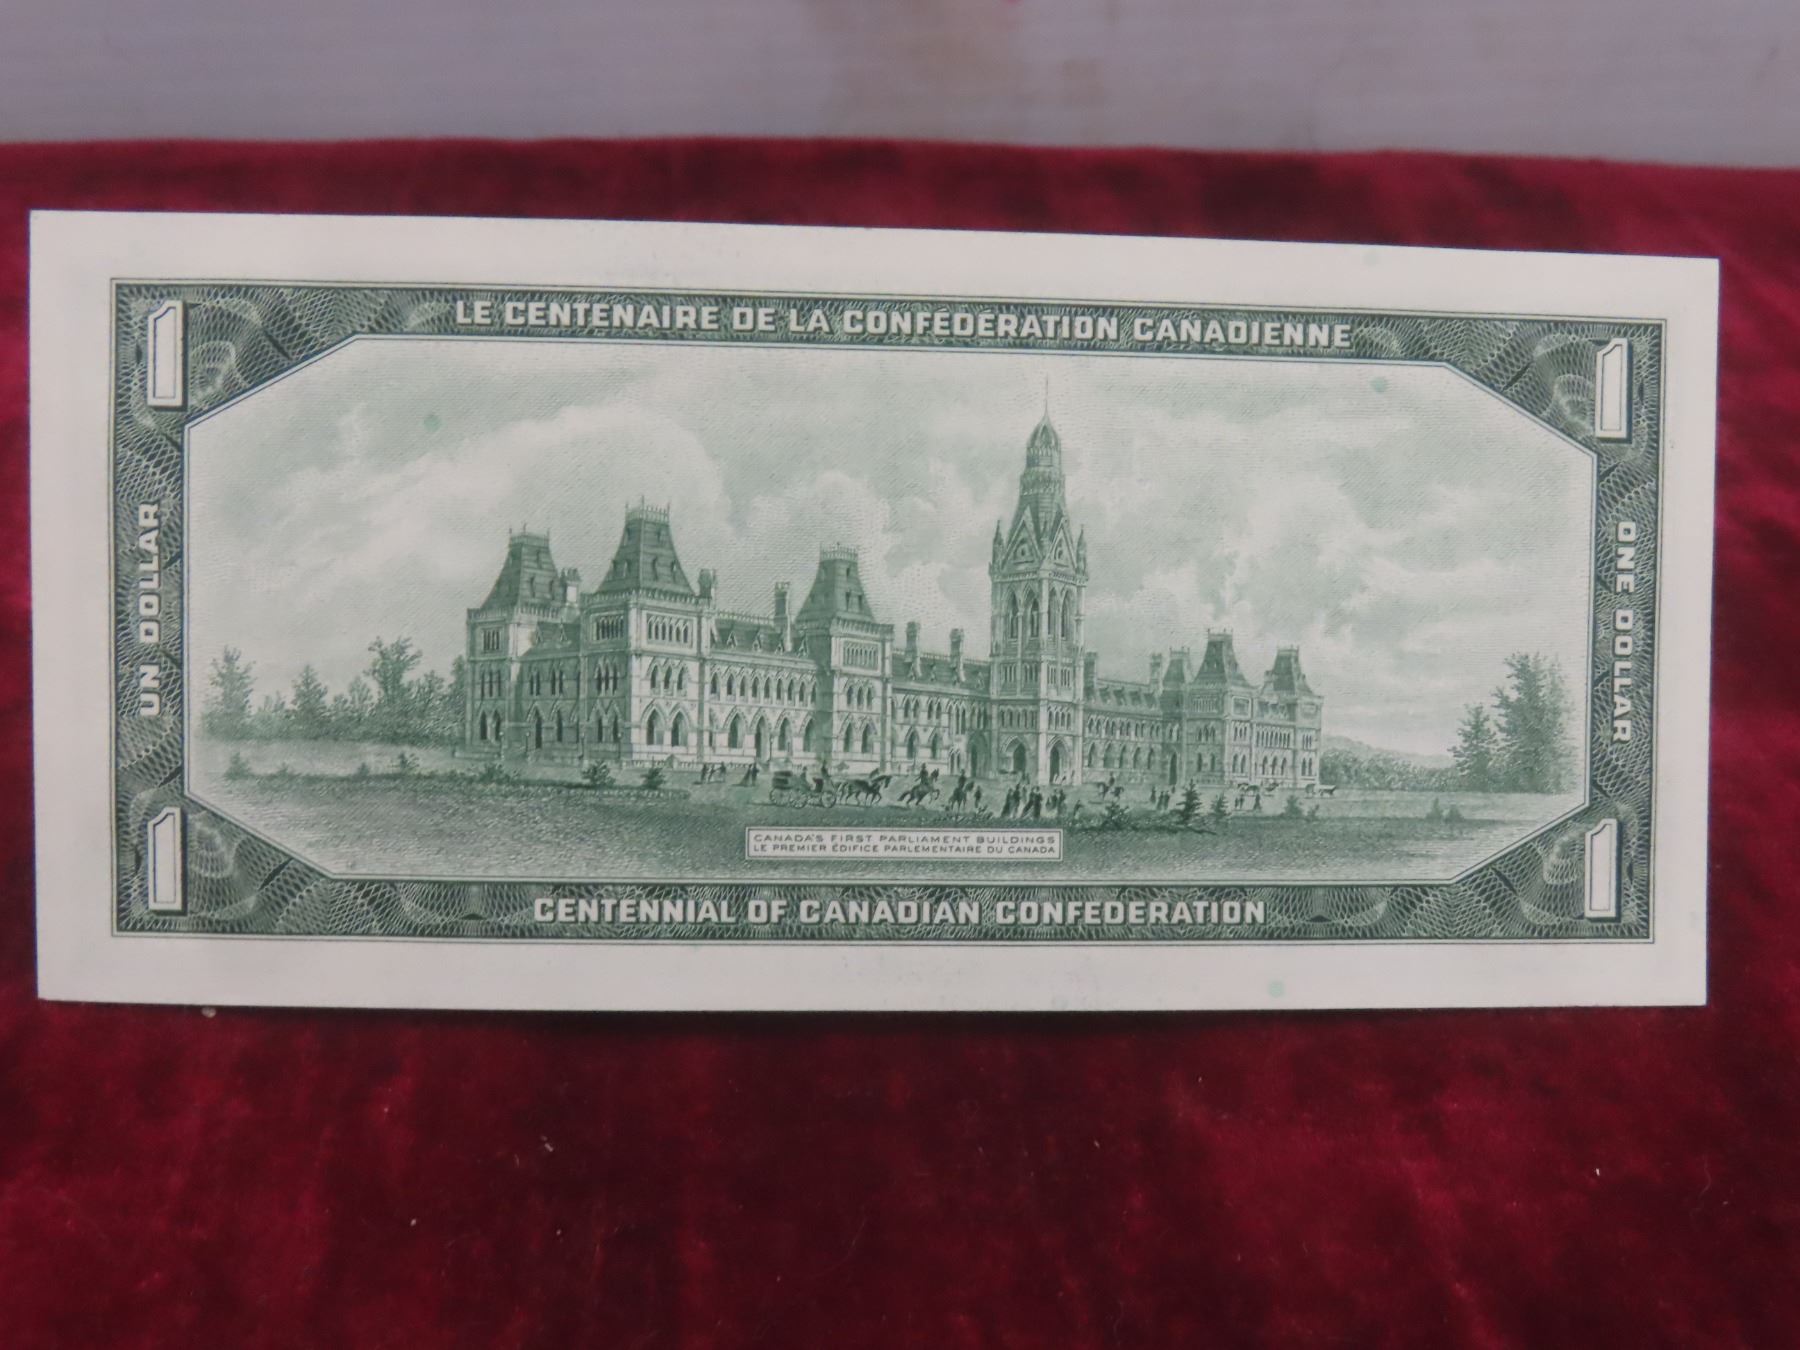 1 LE CENTENAIRE DE LA CONFÉDÉRATION CANADIENNE 1
UN DOLLAR
ONE DOLLAR
CANADA'S FIRST PARLIAMENT BUILDINGS
LE PREMIER ÉDIFICE PARLEMENTAIRE DU CANADA
1 CENTENNIAL OF CANADIAN CONFEDERATION 1